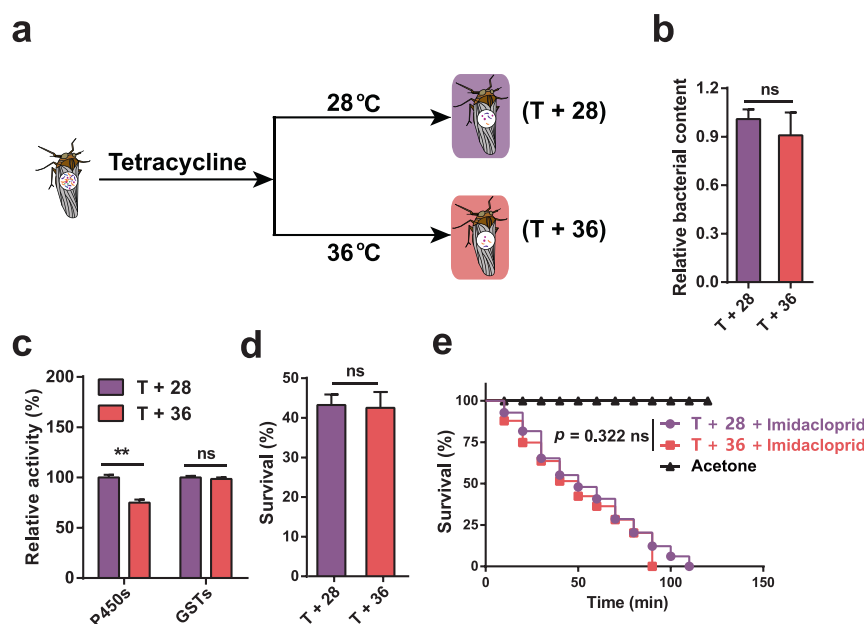 a
Tetracycline
28 °C
(T + 28)
36 °C
(T + 36)
b
Relative bacterial content
1.2
0.9
0.6
0.3
0.0
ns
T + 28
T + 36
c
Relative activity (%)
200
150
100
50
0
T + 28
T + 36
**
ns
P450s
GSTs
d
Survival (%)
50
40
30
20
10
0
ns
T + 28
T + 36
e
Survival (%)
100
75
50
25
0
p = 0.322 ns
T + 28 + Imidacloprid
T + 36 + Imidacloprid
Acetone
0
50
100
150
Time (min)